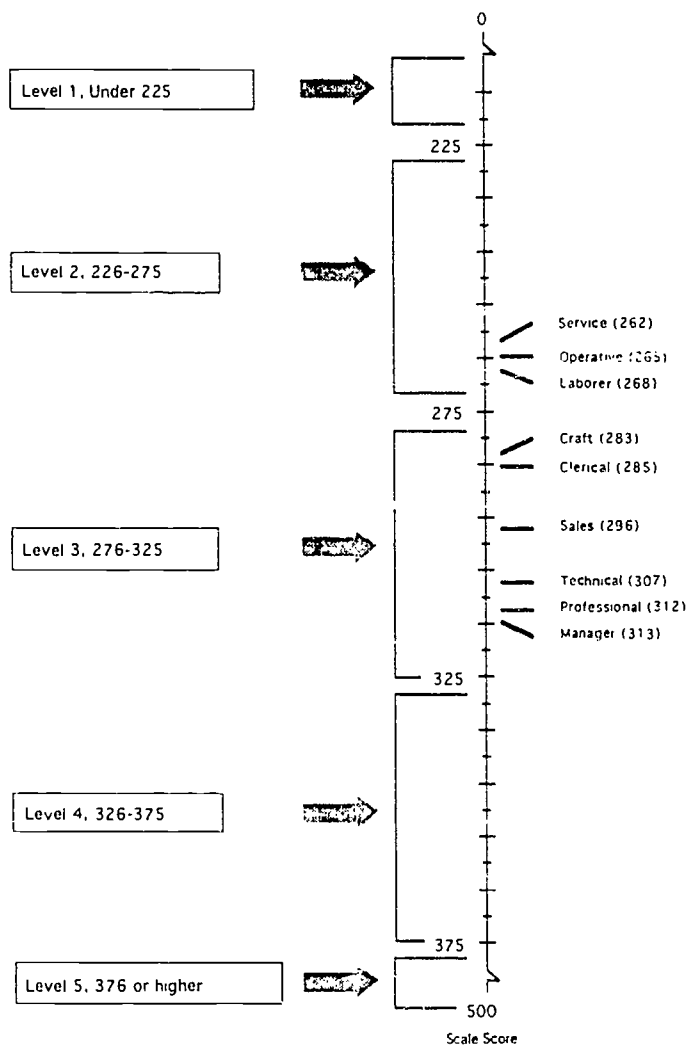 0
Level 1, Under 225
225
Level 2, 226-275
Service (262)
Operative (265)
Laborer (268)
275
Craft (283)
Clerical (285)
Sales (296)
Level 3, 276-325
Technical (307)
Professional (312)
Manager (313)
325
Level 4, 326-375
375
Level 5, 376 or higher
500
Scale Score